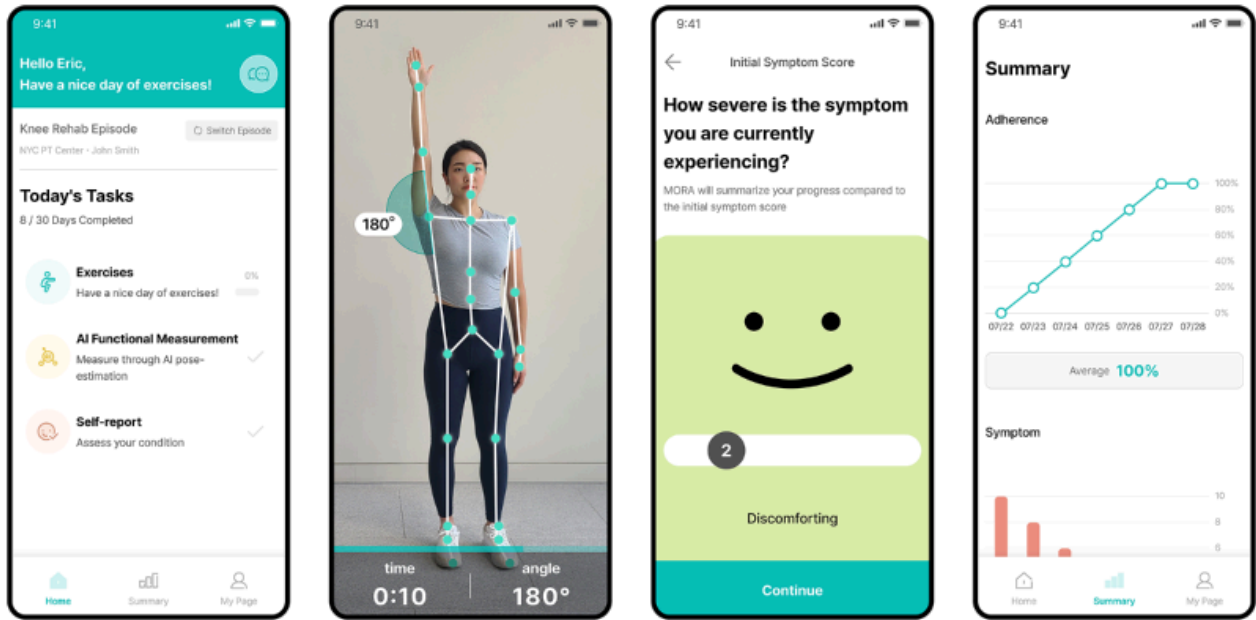 9:41
Hello Eric,
Have a nice day of exercises!
Knee Rehab Episode
Switch Episode
NYC PT Center - John Smith
Today's Tasks
8 / 30 Days Completed
Exercises
0%
Have a nice day of exercises!
AI Functional Measurement
Measure through AI pose-
estimation
Self-report
Assess your condition
Home
Summary
My Page
9:41
180°
time
angle
0:10
180°
9:41
Initial Symptom Score
How severe is the symptom
you are currently
experiencing?
MORA will summarize your progress compared to
the initial symptom score
2
Discomforting
Continue
9:41
Summary
Adherence
100%
80%
60%
40%
20%
0%
07/22 07/23 07/24 07/25 07/26 07/27 07/28
Average 100%
Symptom
10
8
6
Home
Summary
My Page